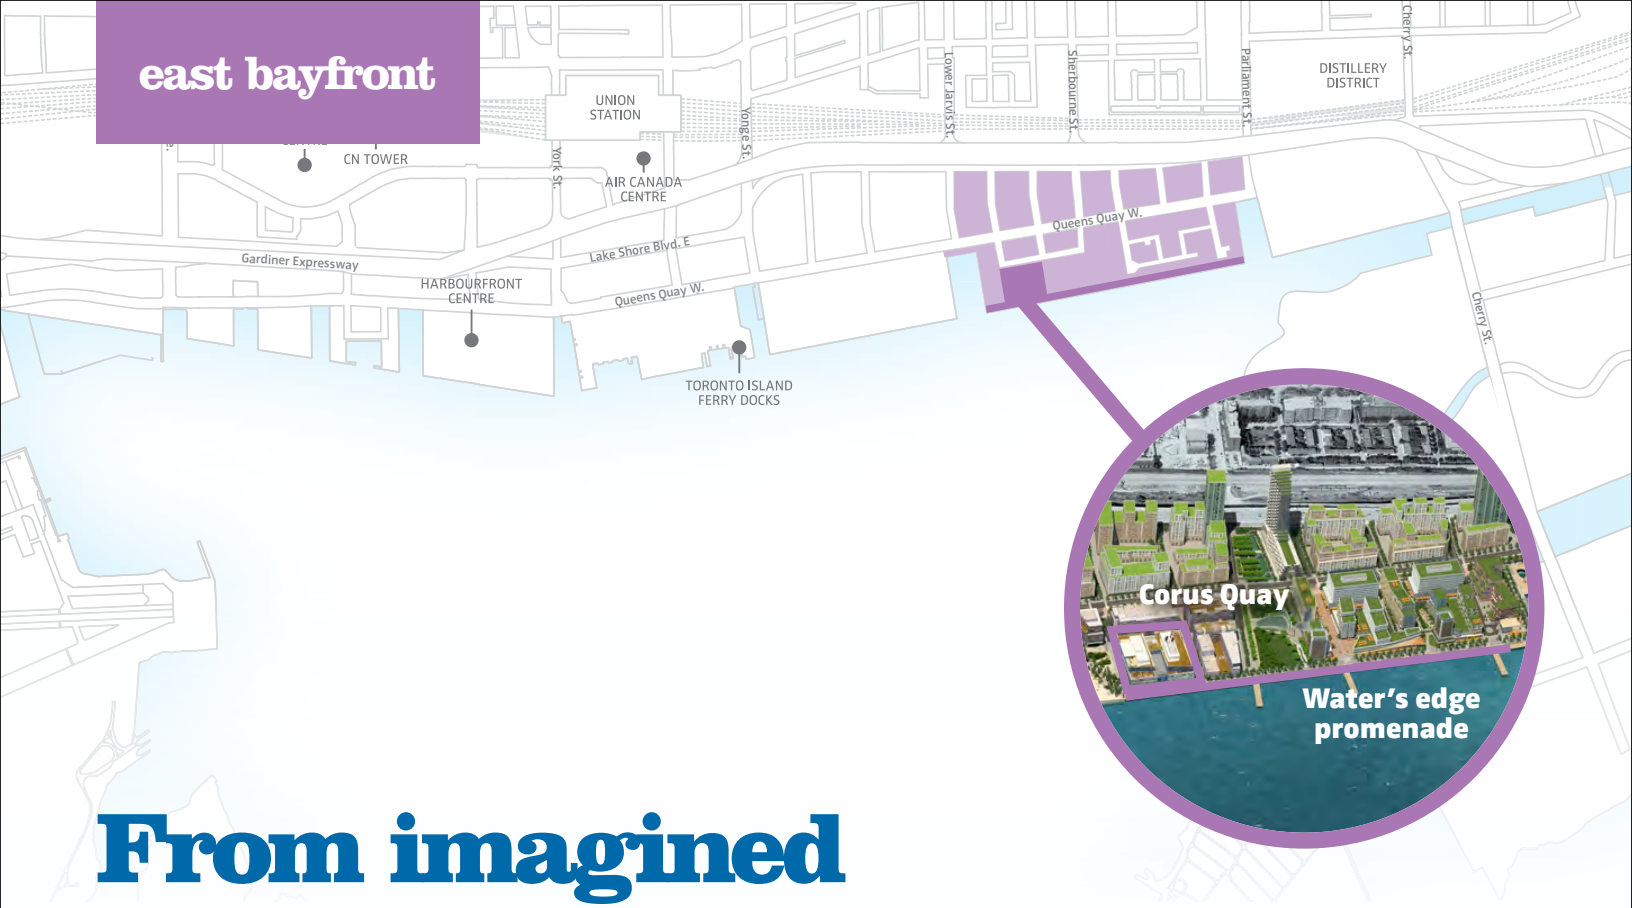 east bayfront
Cherry St.
Lower Jarvis St.
Sherbourne St.
Parliament St.
DISTILLERY
DISTRICT
UNION
STATION
Yonge St.
York St.
CN TOWER
AIR CANADA
CENTRE
Queens Quay W.
Lake Shore Blvd. E
Gardiner Expressway
HARBOURFRONT
CENTRE
Queens Quay W.
Cherry St.
TORONTO ISLAND
FERRY DOCKS
Corus Quay
Water's edge
promenade
From imagined